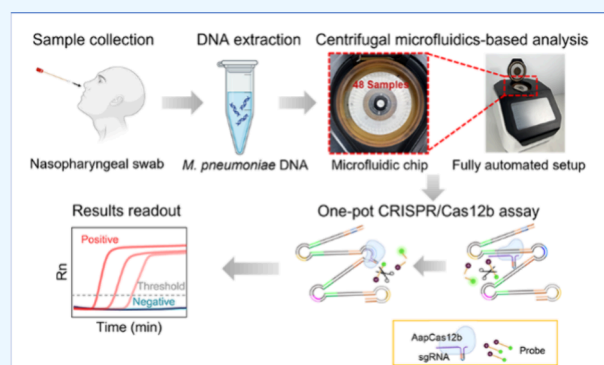 Sample collection
DNA extraction
Centrifugal microfluidics-based analysis
48 Samples
Nasopharyngeal swab
M. pneumoniae DNA
Microfluidic chip
Fully automated setup
Results readout
One-pot CRISPR/Cas12b assay
Positive
Rn
Threshold
Negative
Time (min)
AapCas12b
sgRNA
Probe